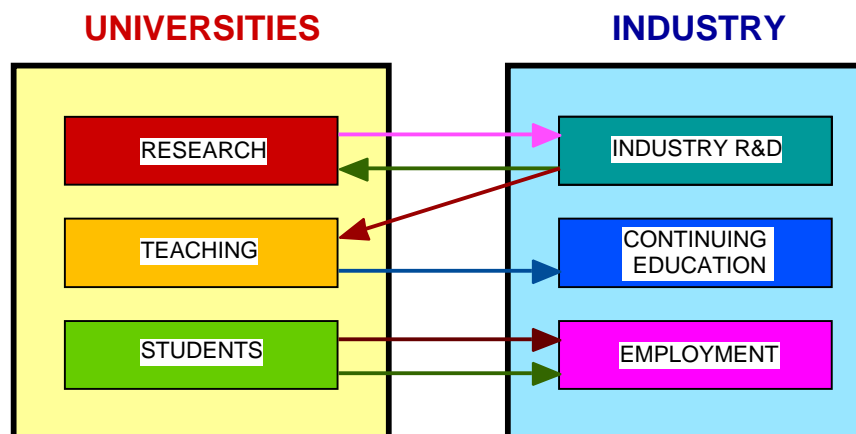 UNIVERSITIES
INDUSTRY
RESEARCH
INDUSTRY R&D
TEACHING
CONTINUING
EDUCATION
STUDENTS
EMPLOYMENT